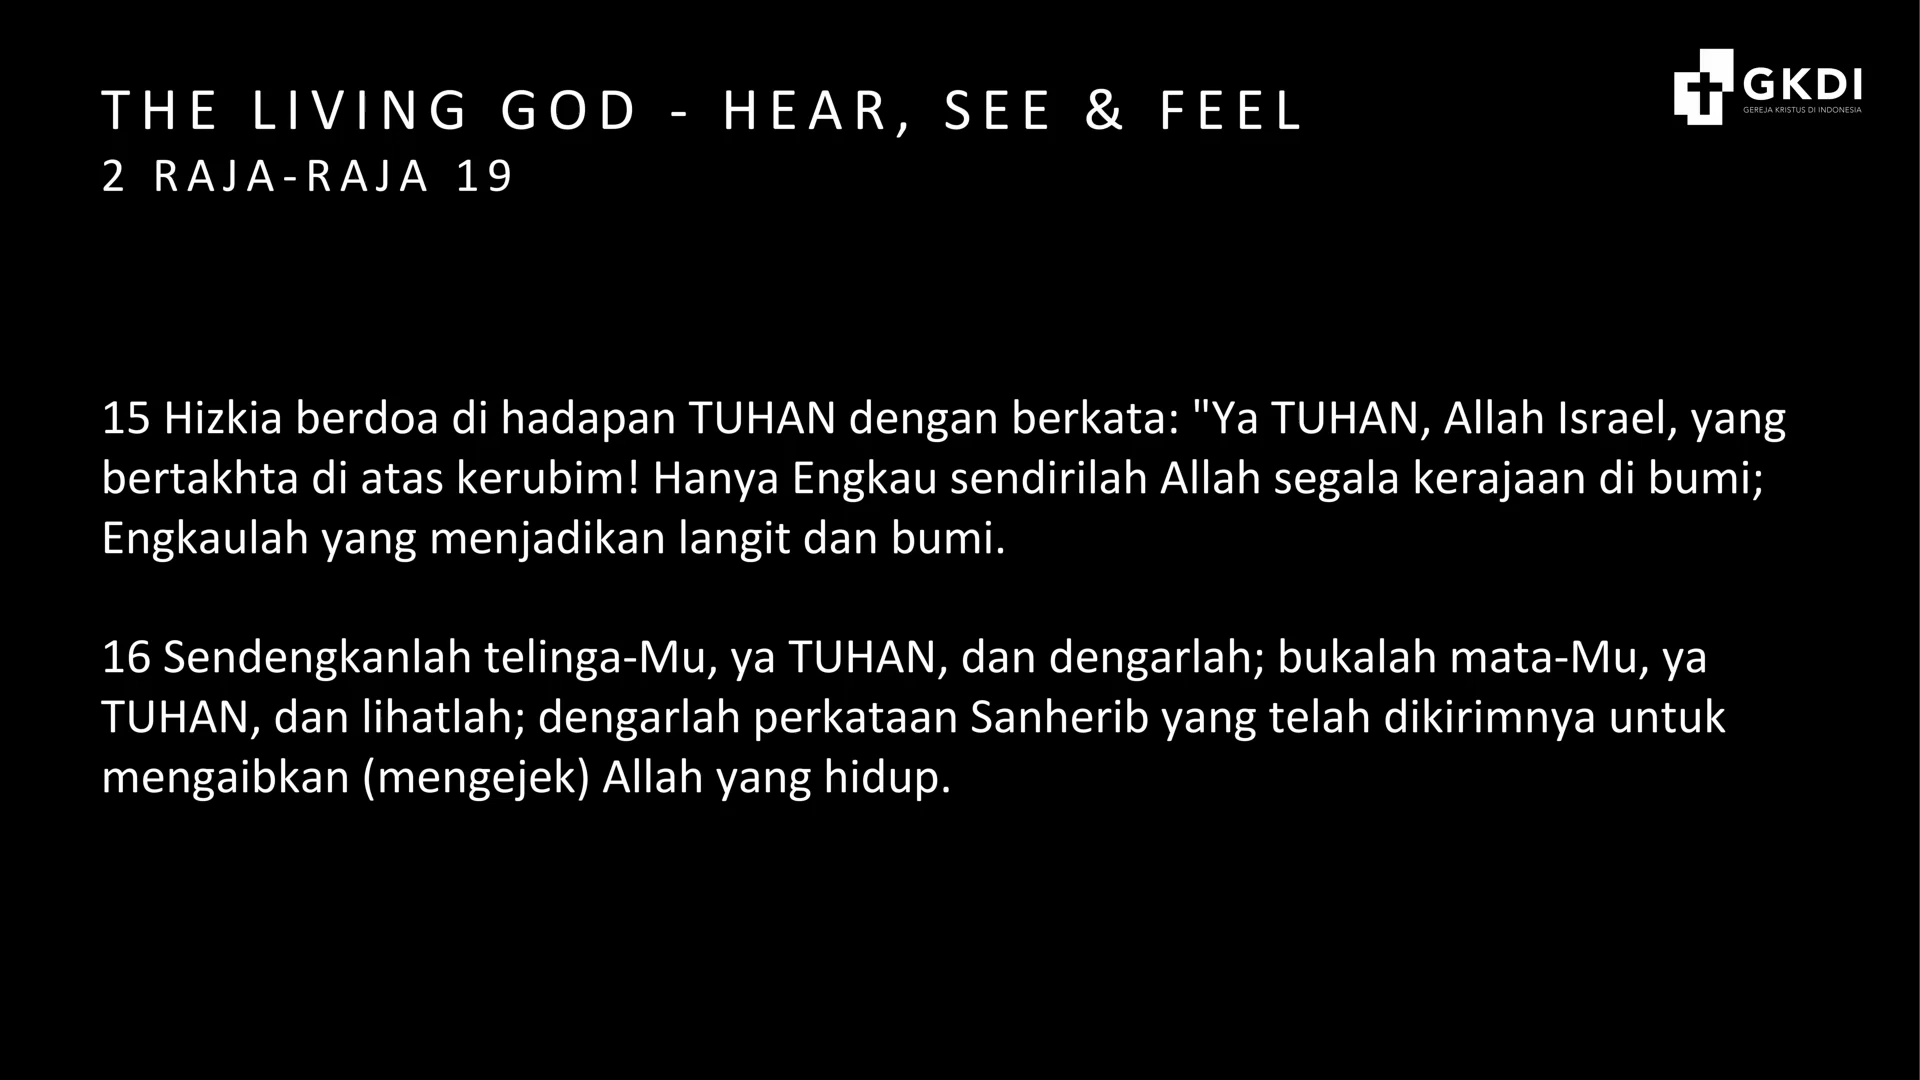 THE LIVING GOD - HEAR, SEE & FEEL
2 RAJA-RAJA 19
GKDI
GEREJA KRISTUS DI INDONESIA
15 Hizkia berdoa di hadapan TUHAN dengan berkata: "Ya TUHAN, Allah Israel, yang
bertakhta di atas kerubim! Hanya Engkau sendirilah Allah segala kerajaan di bumi;
Engkaulah yang menjadikan langit dan bumi.
16 Sendengkanlah telinga-Mu, ya TUHAN, dan dengarlah; bukalah mata-Mu, ya
TUHAN, dan lihatlah; dengarlah perkataan Sanherib yang telah dikirimnya untuk
mengaibkan (mengejek) Allah yang hidup.